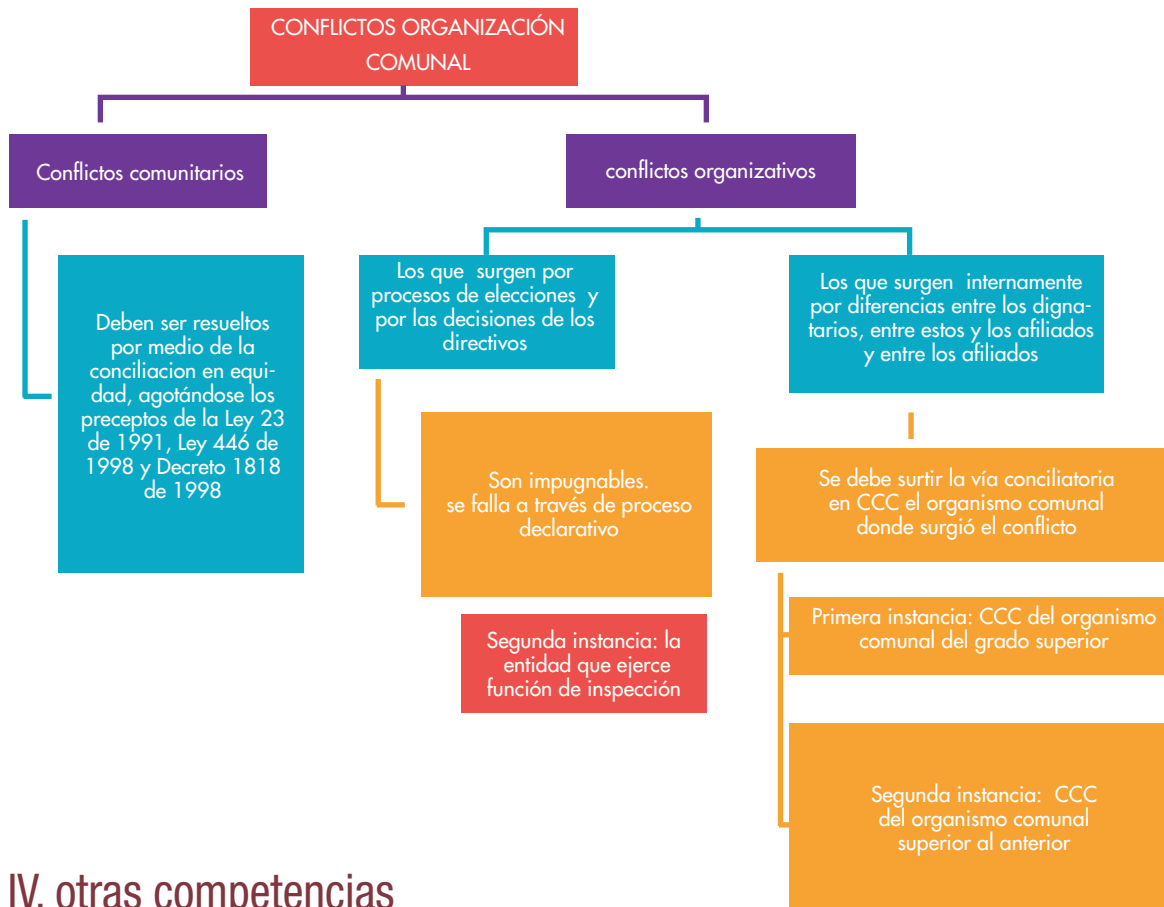 CONFLICTOS ORGANIZACIÓN
COMUNAL
Conflictos comunitarios
conflictos organizativos
Deben ser resueltos
por medio de la
conciliacion en equi-
dad, agotándose los
preceptos de la Ley 23
de 1991, Ley 446 de
1998 y Decreto 1818
de 1998
Los que surgen por
procesos de elecciones y
por las decisiones de los
directivos
Son impugnables.
se falla a través de proceso
declarativo
Segunda instancia: la
entidad que ejerce
función de inspección
Los que surgen internamente
por diferencias entre los digna-
tarios, entre estos y los afiliados
y entre los afiliados
Se debe surtir la vía conciliatoria
en CCC el organismo comunal
donde surgió el conflicto
Primera instancia: CCC del organismo
comunal del grado superior
Segunda instancia: CCC
del organismo comunal
superior al anterior
IV. otras competencias